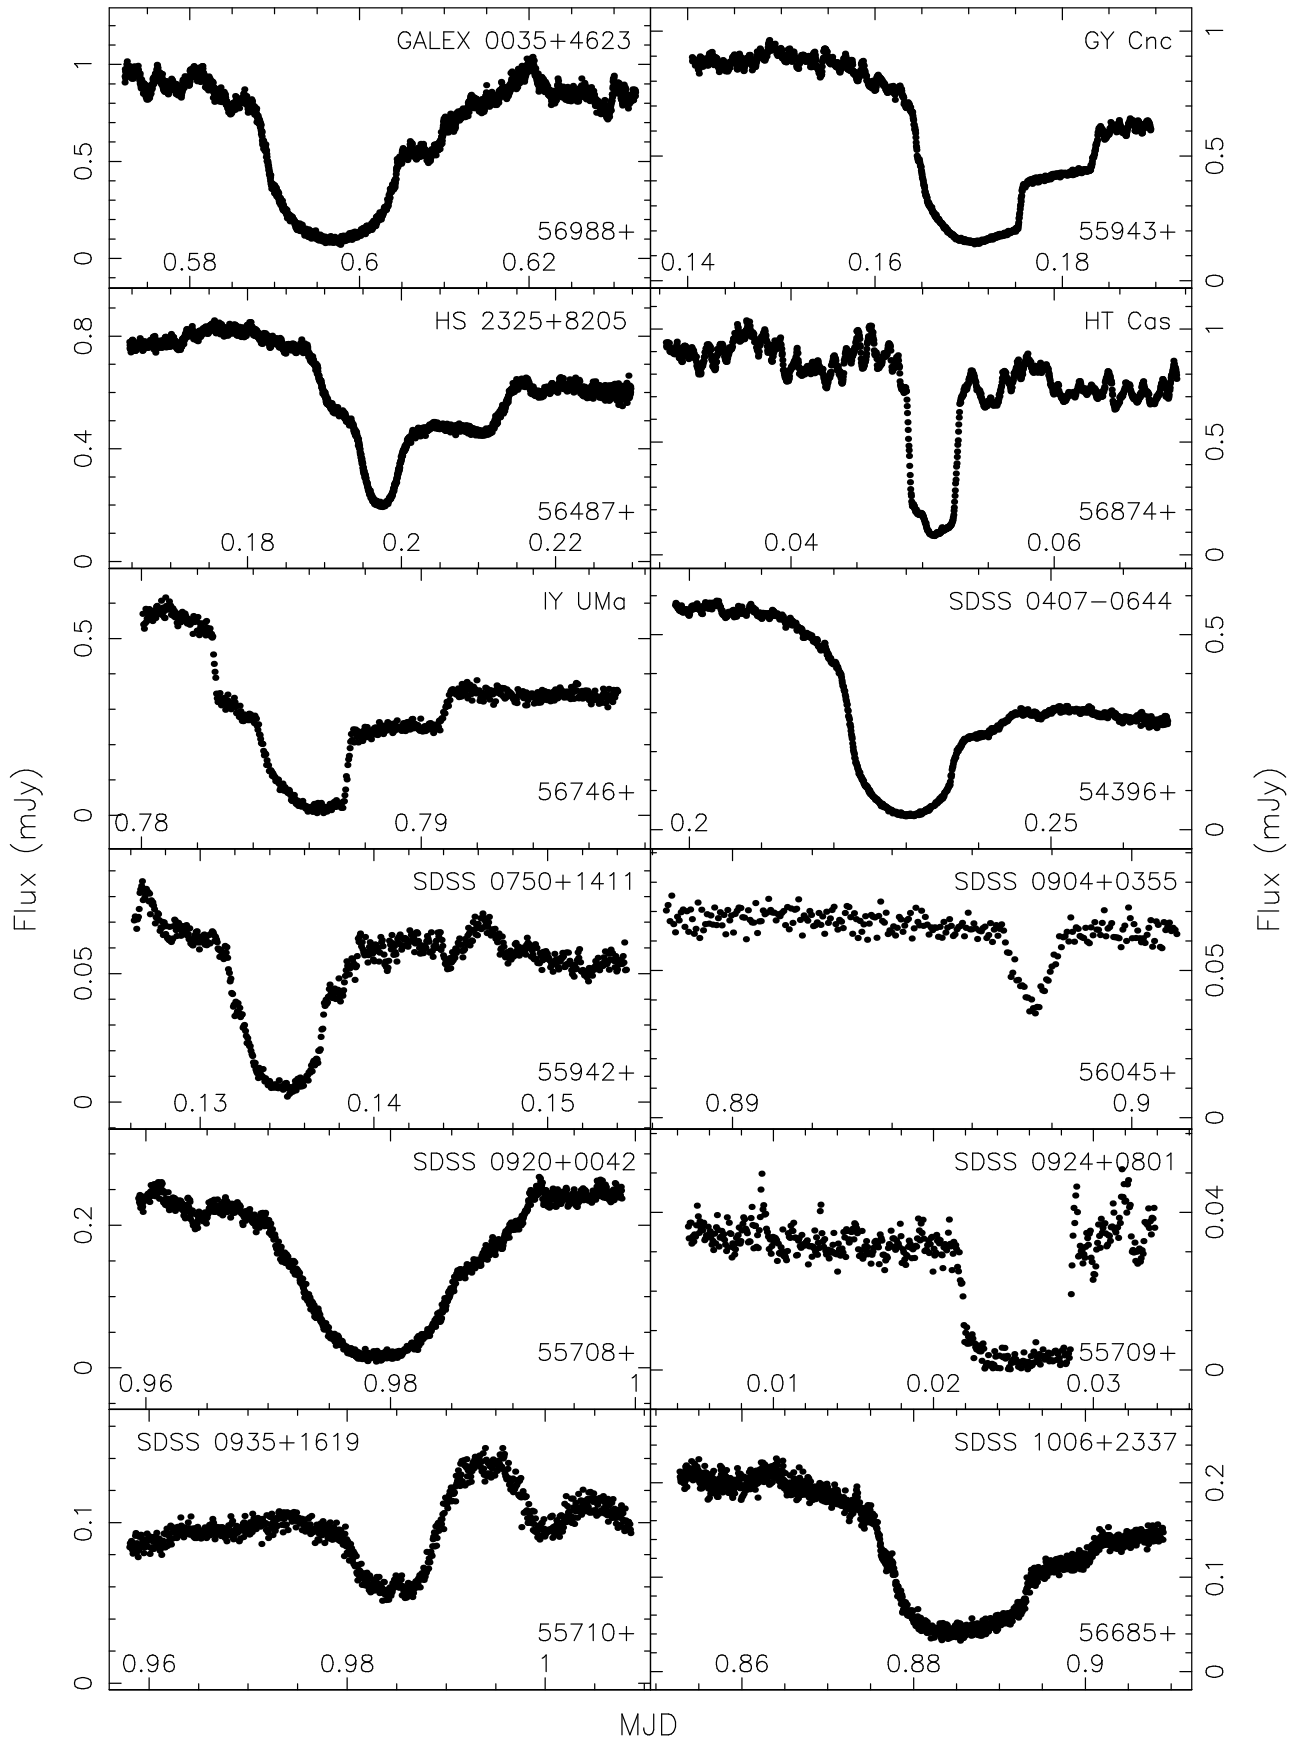 GALEX 0035+4623
1
0.5
0
56988+
0.58 0.6 0.62
GY Cnc
1
0.5
0
55943+
0.14 0.16 0.18
HS 2325+8205
0.8
0.4
0
56487+
0.18 0.2 0.22
HT Cas
1
0.5
0
56874+
0.04 0.06
IY UMa
0.5
0
56746+
0.78 0.79
SDSS 0407−0644
0.5
0
54396+
0.2 0.25
Flux (mJy)
Flux (mJy)
SDSS 0750+1411
0.05
0
55942+
0.13 0.14 0.15
SDSS 0904+0355
0.05
0
56045+
0.89 0.9
SDSS 0920+0042
0.2
0
55708+
0.96 0.98 1
SDSS 0924+0801
0.04
0
55709+
0.01 0.02 0.03
SDSS 0935+1619
0.1
0
55710+
0.96 0.98 1
SDSS 1006+2337
0.2
0.1
0
56685+
0.86 0.88 0.9
MJD